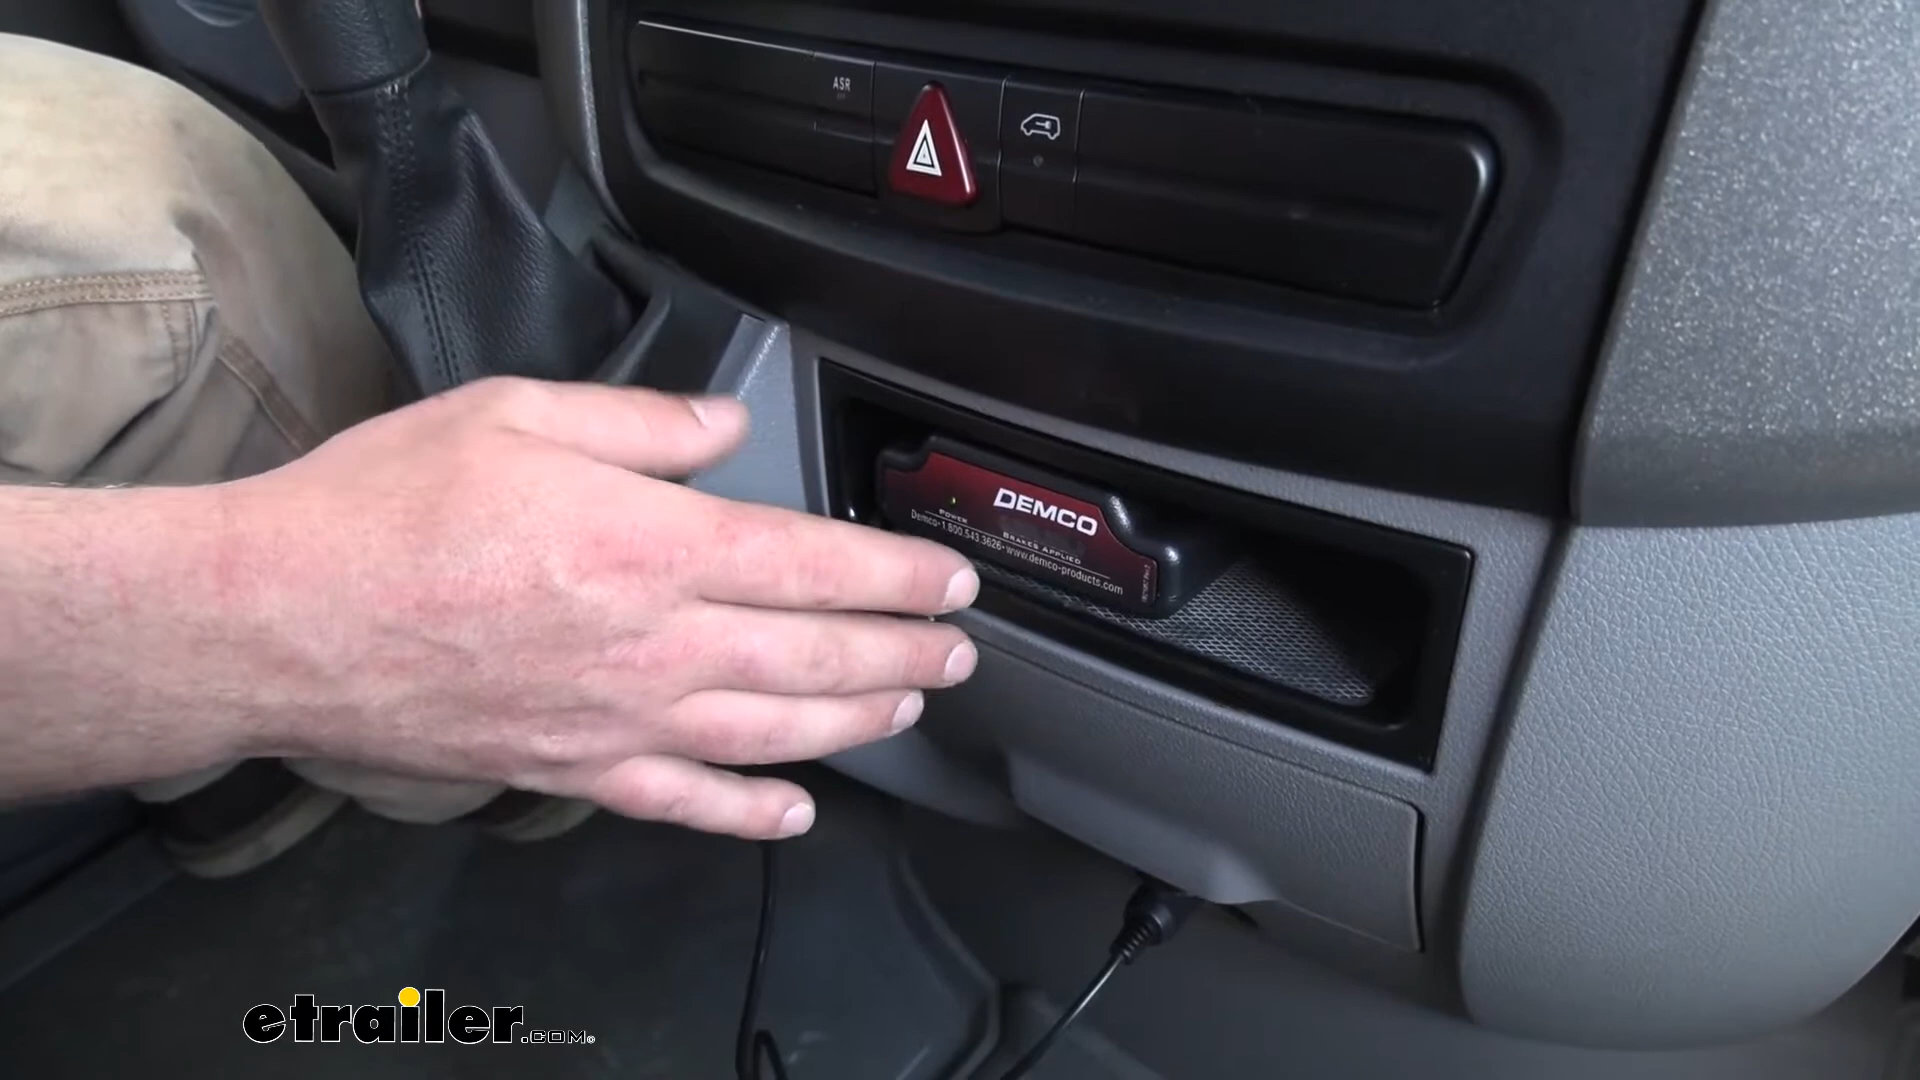 ASR
DEMCO
POWER
BRAKES APPLIED
Demco•1.800.543.3626•www.demco-products.com
etrailer.COM